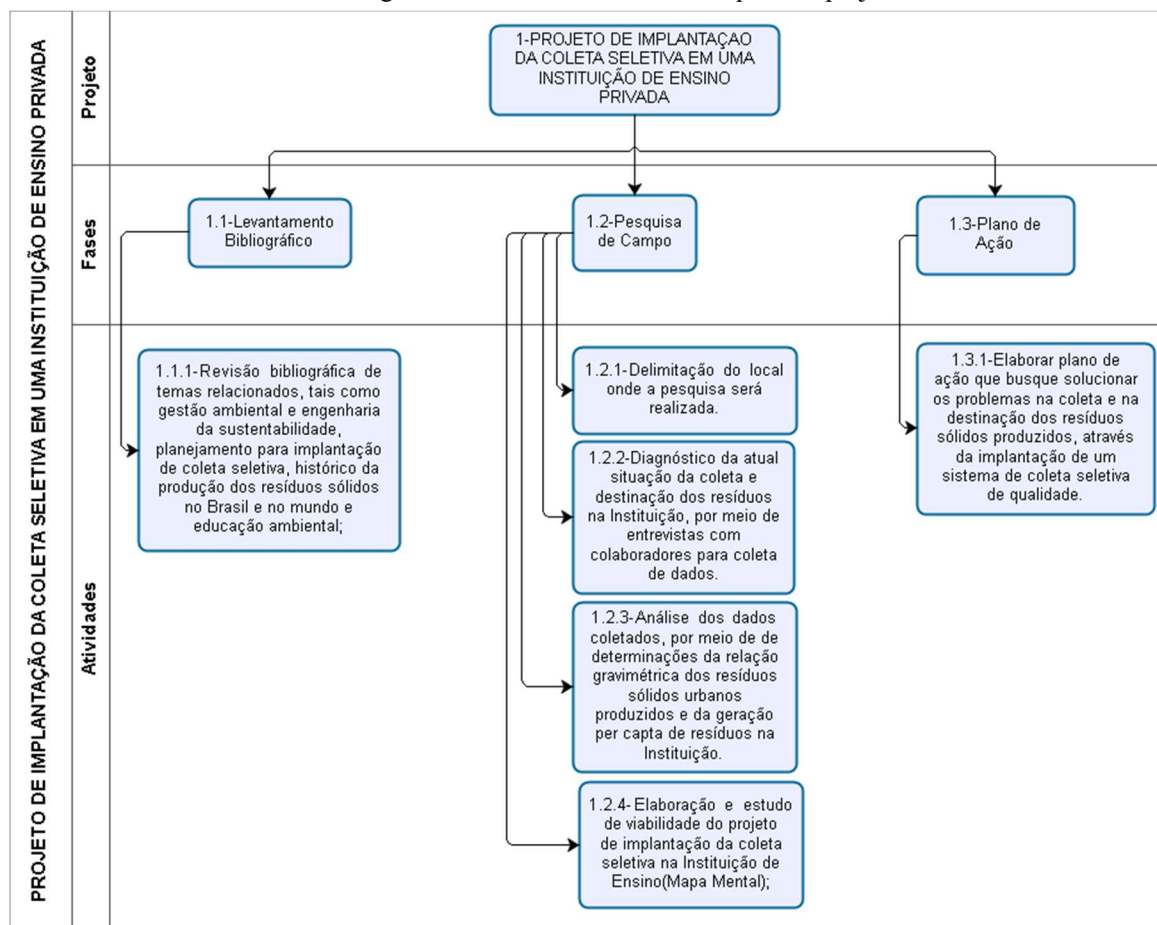 PROJETO DE IMPLANTAÇÃO DA COLETA SELETIVA EM UMA INSTITUIÇÃO DE ENSINO PRIVADA
Projeto
1-PROJETO DE IMPLANTAÇAO
DA COLETA SELETIVA EM UMA
INSTITUIÇÃO DE ENSINO
PRIVADA
Fases
1.1-Levantamento
Bibliográfico
1.2-Pesquisa
de Campo
1.3-Plano de
Ação
Atividades
1.1.1-Revisão bibliográfica de
temas relacionados, tais como
gestão ambiental e engenharia
da sustentabilidade,
planejamento para implantação
de coleta seletiva, histórico da
produção dos resíduos sólidos
no Brasil e no mundo e
educação ambiental;
1.2.1-Delimitação do local
onde a pesquisa será
realizada.
1.2.2-Diagnóstico da atual
situação da coleta e
destinação dos resíduos
na Instituição, por meio de
entrevistas com
colaboradores para coleta
de dados.
1.2.3-Análise dos dados
coletados, por meio de de
determinações da relação
gravimétrica dos resíduos
sólidos urbanos
produzidos e da geração
per capta de resíduos na
Instituição.
1.2.4-Elaboração e estudo
de viabilidade do projeto
de implantação da coleta
seletiva na Instituição de
Ensino(Mapa Mental);
1.3.1-Elaborar plano de
ação que busque solucionar
os problemas na coleta e na
destinação dos resíduos
sólidos produzidos, através
da implantação de um
sistema de coleta seletiva
de qualidade.